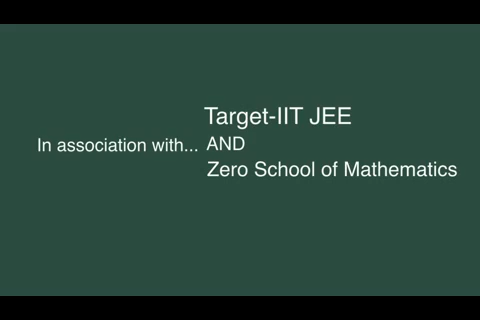 Target-IIT JEE
In association with... AND
Zero School of Mathematics